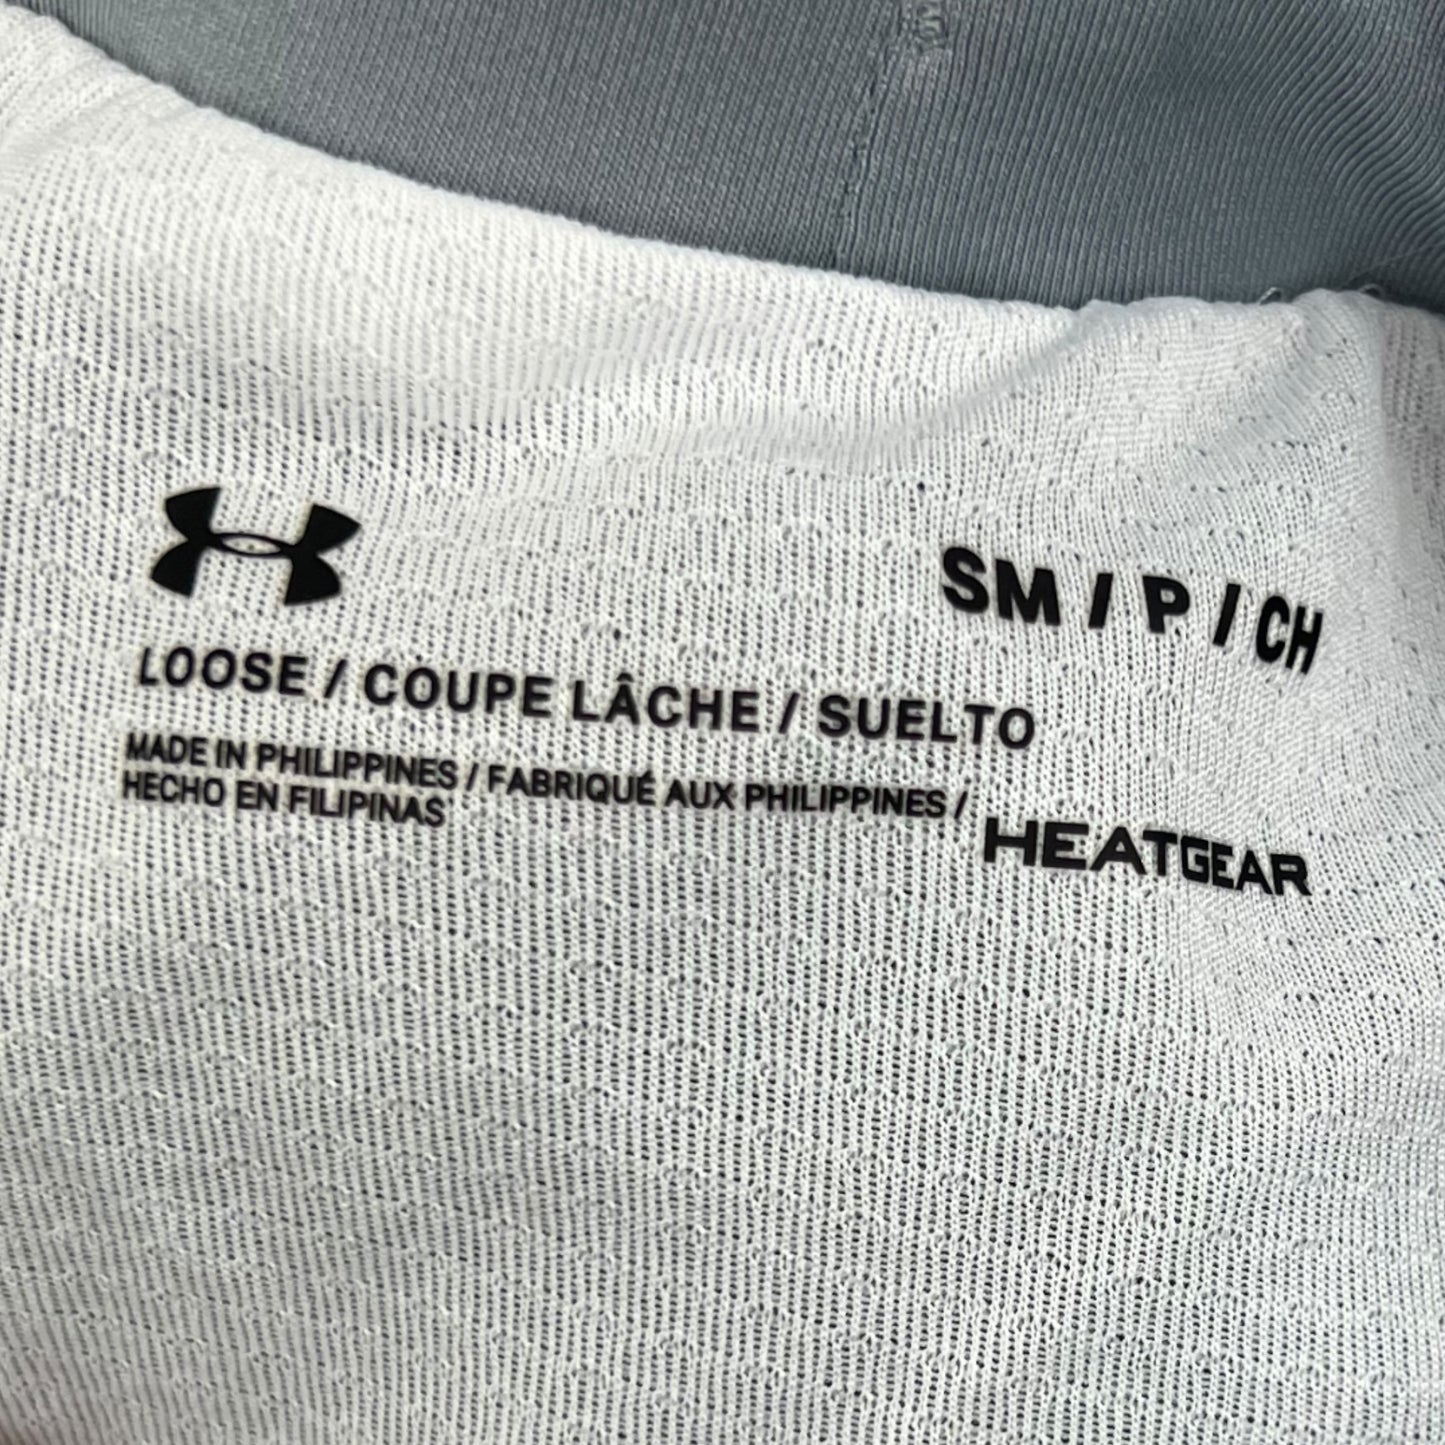 SM / P / CH
LOOSE / COUPE LÂCHE / SUELTO
MADE IN PHILIPPINES / FABRIQUÉ AUX PHILIPPINES /
HECHO EN FILIPINAS
HEATGEAR